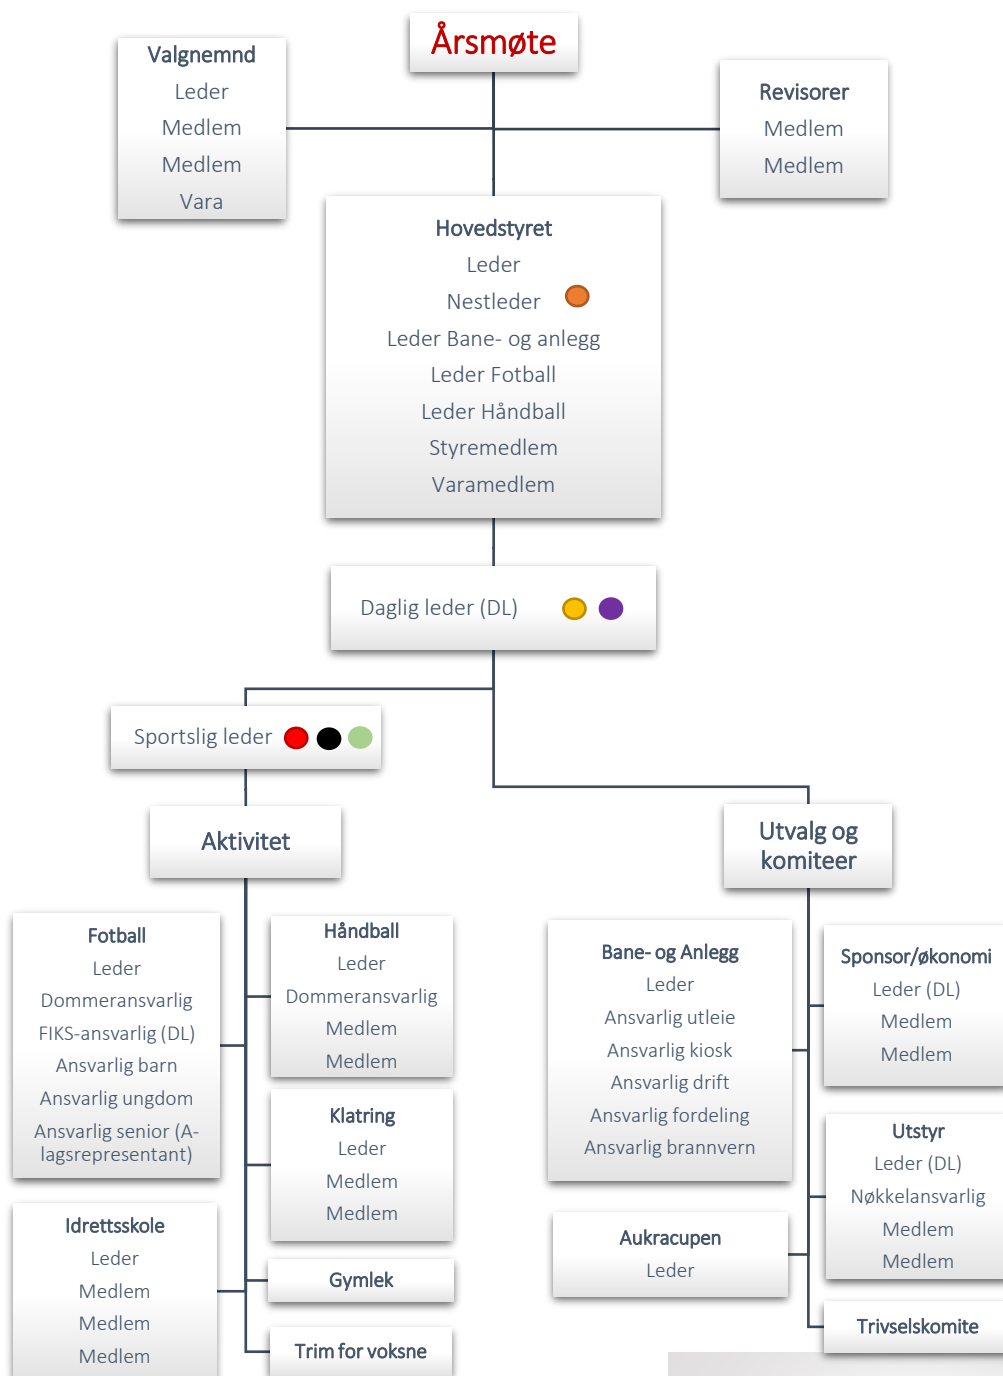 Årsmøte
Valgnemnd
Leder
Medlem
Medlem
Vara
Revisorer
Medlem
Medlem
Hovedstyret
Leder
Nestleder
Leder Bane- og anlegg
Leder Fotball
Leder Håndball
Styremedlem
Varamedlem
Daglig leder (DL)
Sportslig leder
Aktivitet
Utvalg og
komiteer
Fotball
Leder
Dommeransvarlig
FIKS-ansvarlig (DL)
Ansvarlig barn
Ansvarlig ungdom
Ansvarlig senior (A-
lagsrepresentant)
Håndball
Leder
Dommeransvarlig
Medlem
Medlem
Klatring
Leder
Medlem
Medlem
Idrettsskole
Leder
Medlem
Medlem
Medlem
Gymlek
Trim for voksne
Bane- og Anlegg
Leder
Ansvarlig utleie
Ansvarlig kiosk
Ansvarlig drift
Ansvarlig fordeling
Ansvarlig brannvern
Sponsor/økonomi
Leder (DL)
Medlem
Medlem
Utstyr
Leder (DL)
Nøkkelansvarlig
Medlem
Medlem
Aukracupen
Leder
Trivselskomite